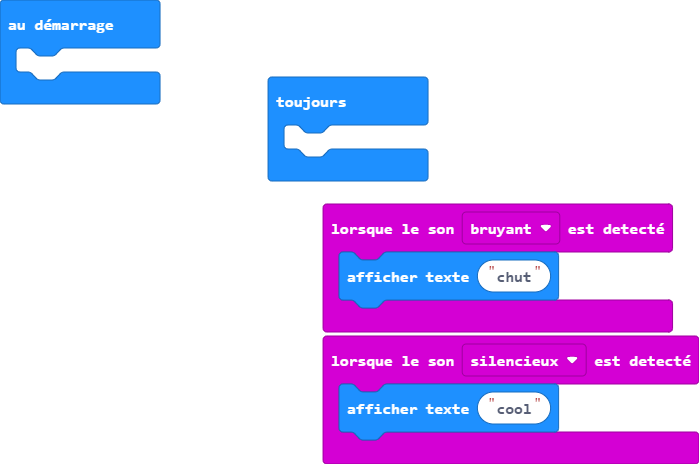 au démarrage
toujours
lorsque le son bruyant est detecté
afficher texte "chut"
lorsque le son silencieux est detecté
afficher texte "cool"